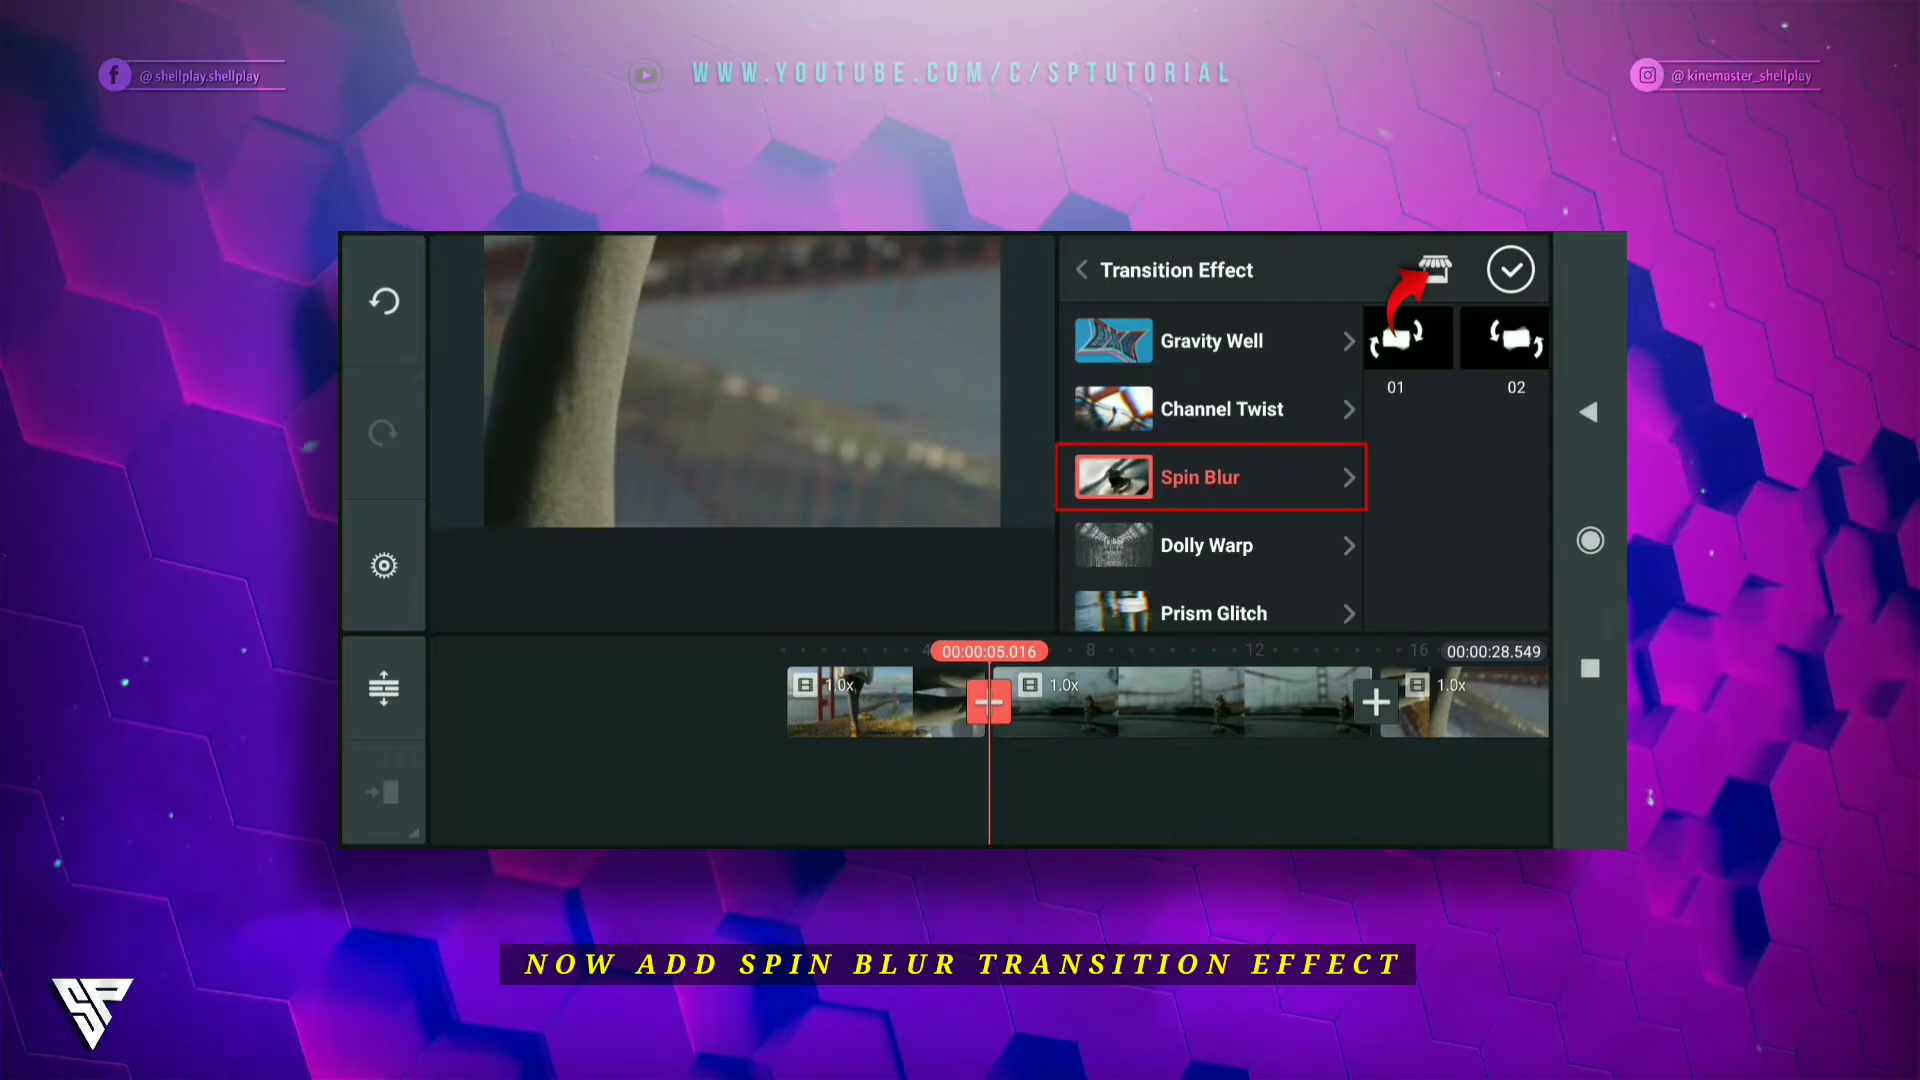 @ shellplay.shellplay
WWW.YOUTUBE.COM/C/SPTUTORIAL
@ kinemaster_shellplay
Transition Effect
Gravity Well
Channel Twist
Spin Blur
Dolly Warp
Prism Glitch
01
02
4
00:00:05.016
8
12
16
00:00:28.549
1.0x
1.0x
1.0x
NOW ADD SPIN BLUR TRANSITION EFFECT